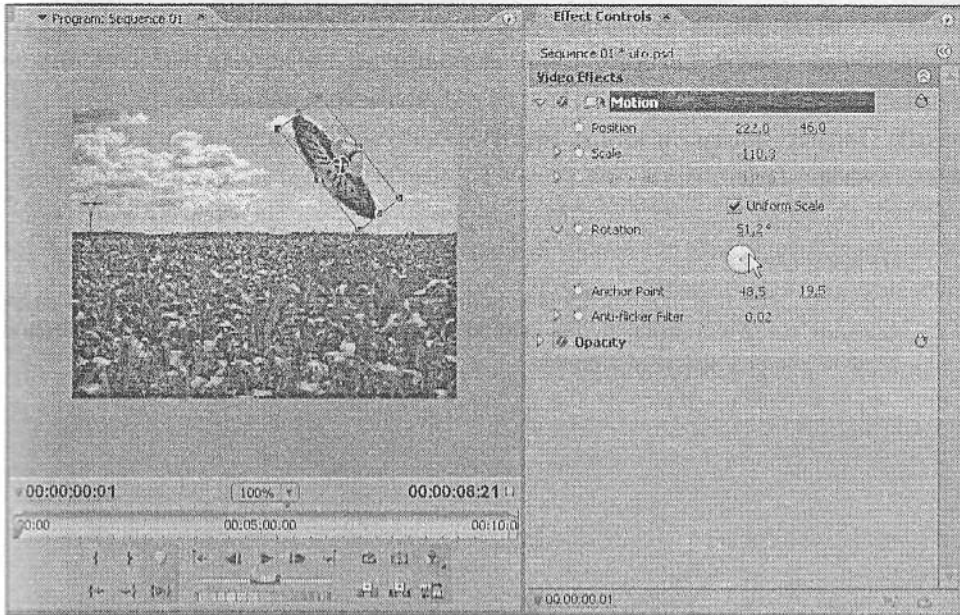 Program: Sequence 01
00:00:00:01
100%
00:00:08:21
00:00
00:05:00:00
00:10:0
Effect Controls
Sequence 01 * ufo.psd
Video Effects
Motion
Position 222,0 46,0
Scale 110,3
Uniform Scale
Rotation 51,2 °
Anchor Point 48,5 19,5
Anti-flicker Filter 0,02
Opacity
00:00:00:01